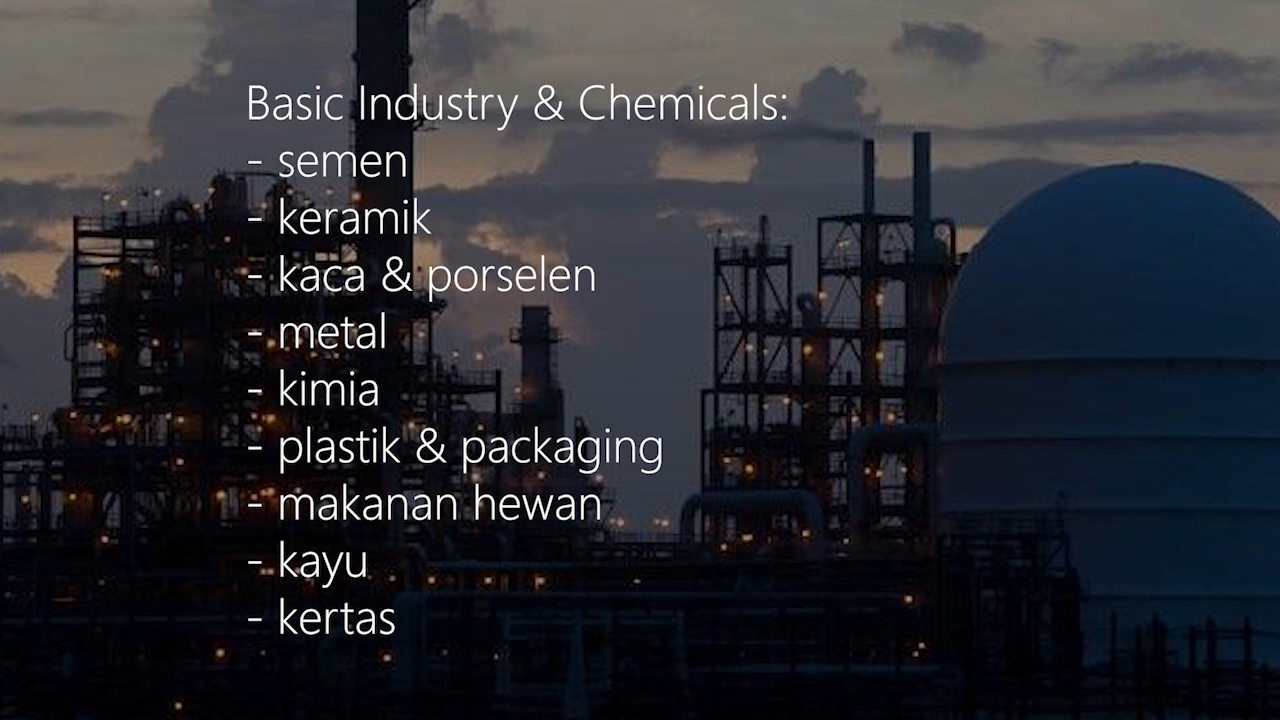 Basic Industry & Chemicals:
- semen
- keramik
- kaca & porselen
- metal
- kimia
- plastik & packaging
- makanan hewan
- kayu
- kertas